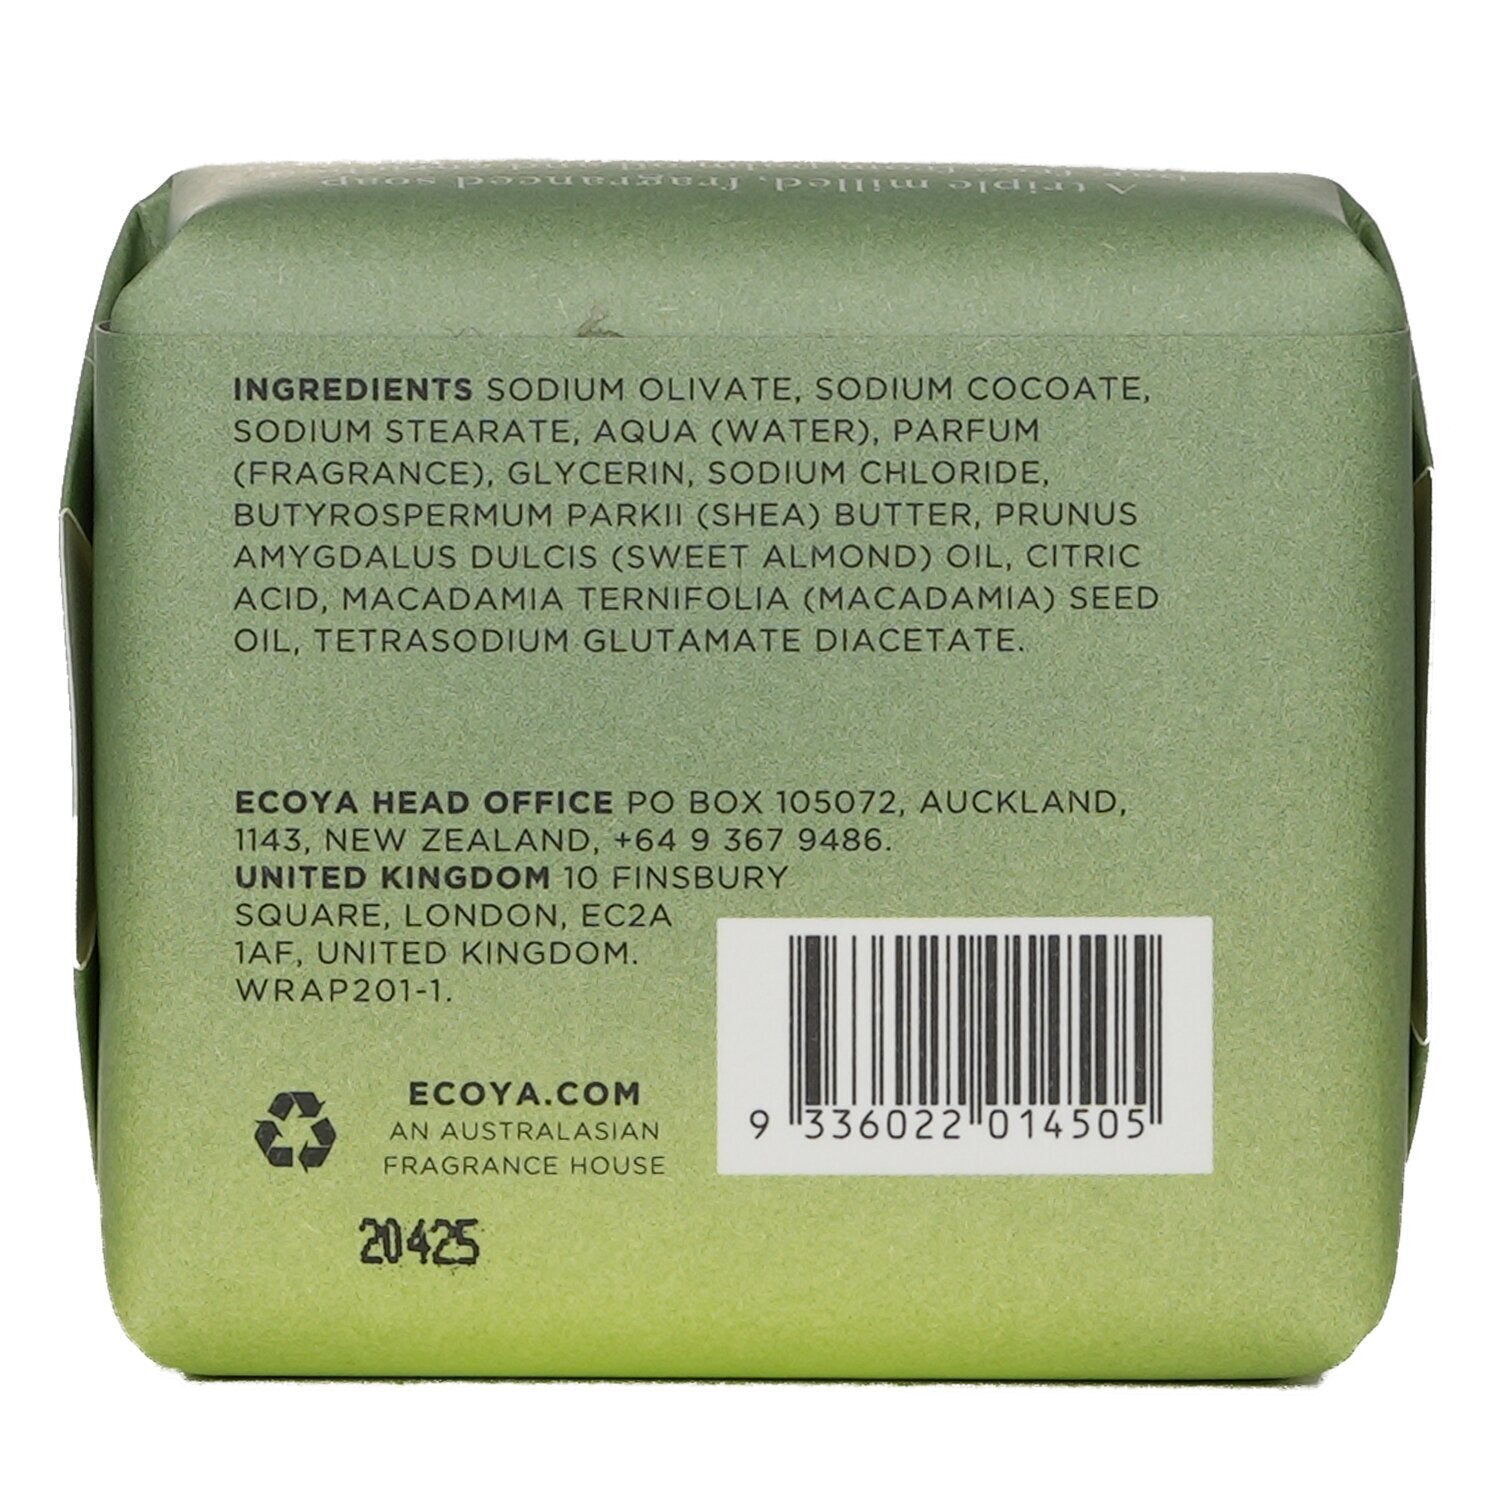 A triple milled, fragranced soap
INGREDIENTS SODIUM OLIVATE, SODIUM COCOATE,
SODIUM STEARATE, AQUA (WATER), PARFUM
(FRAGRANCE), GLYCERIN, SODIUM CHLORIDE,
BUTYROSPERMUM PARKII (SHEA) BUTTER, PRUNUS
AMYGDALUS DULCIS (SWEET ALMOND) OIL, CITRIC
ACID, MACADAMIA TERNIFOLIA (MACADAMIA) SEED
OIL, TETRASODIUM GLUTAMATE DIACETATE.
ECOYA HEAD OFFICE PO BOX 105072, AUCKLAND,
1143, NEW ZEALAND, +64 9 367 9486.
UNITED KINGDOM 10 FINSBURY
SQUARE, LONDON, EC2A
1AF, UNITED KINGDOM.
WRAP201-1.
ECOYA.COM
AN AUSTRALASIAN
FRAGRANCE HOUSE
9 336022 014505
20425